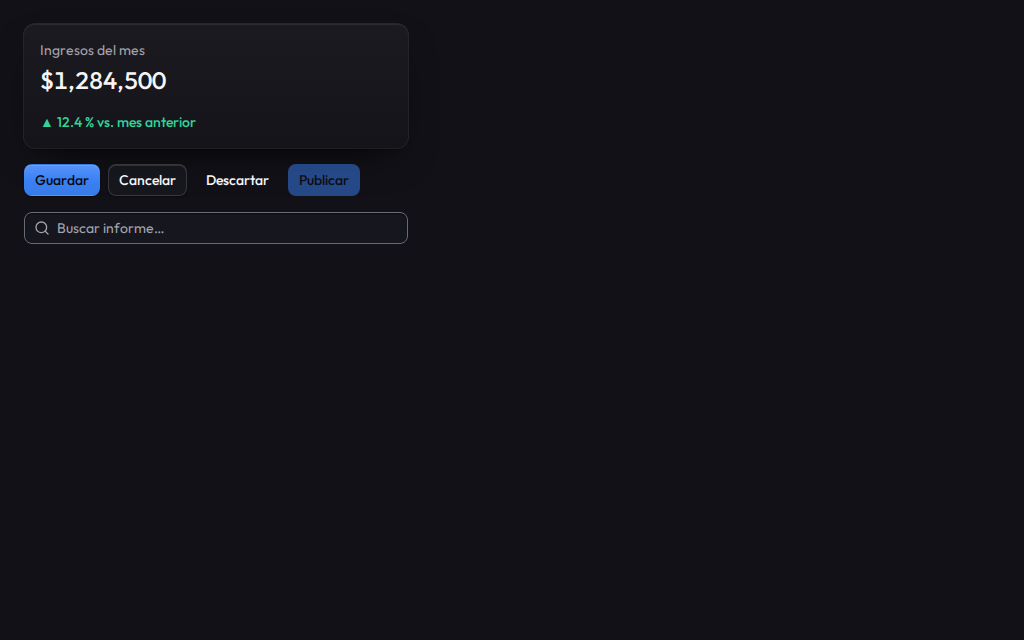 Ingresos del mes
$1,284,500
▲ 12.4 % vs. mes anterior
Guardar Cancelar Descartar Publicar
Buscar informe…